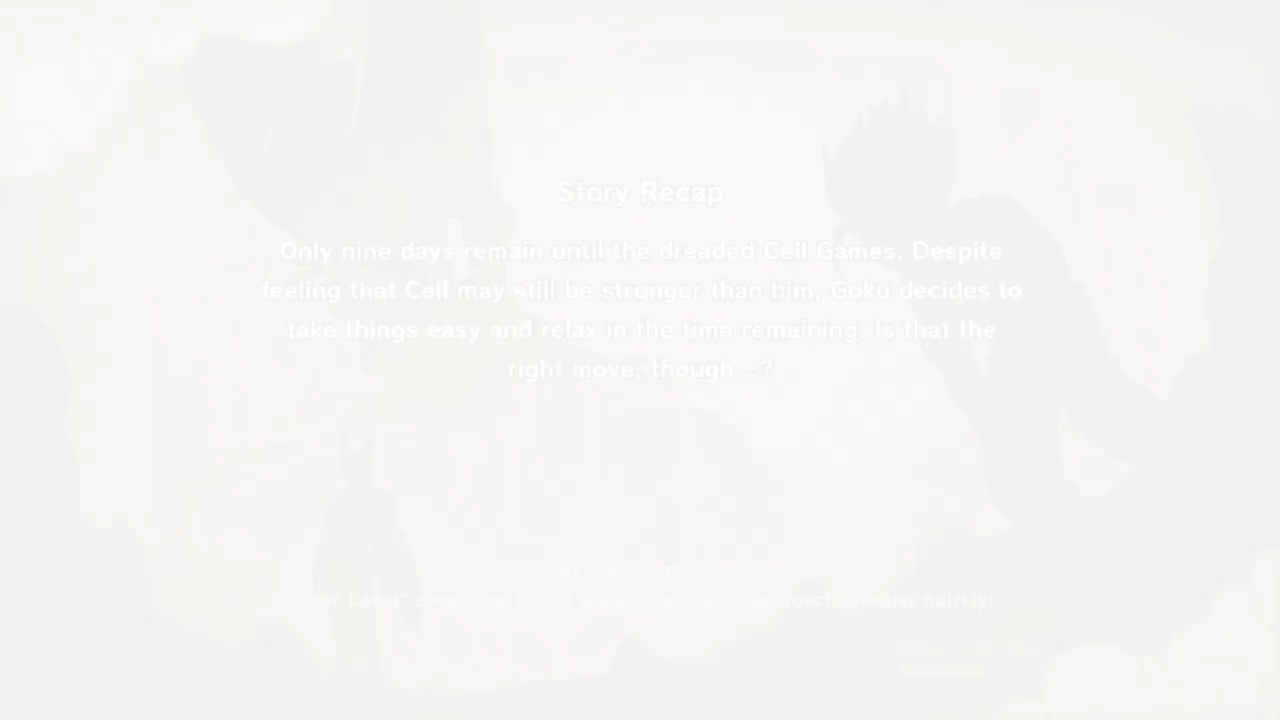 Story Recap
Only nine days remain until the dreaded Cell Games. Despite
feeling that Cell may still be stronger than him, Goku decides to
take things easy and relax in the time remaining. Is that the
right move, though...?
enemies quickly!